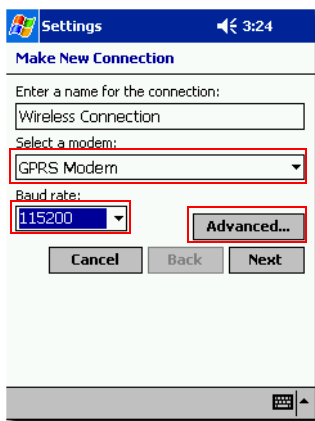 Settings 3:24
Make New Connection
Enter a name for the connection:
Wireless Connection
Select a modem:
GPRS Modem
Baud rate:
115200
Advanced...
Cancel Back Next